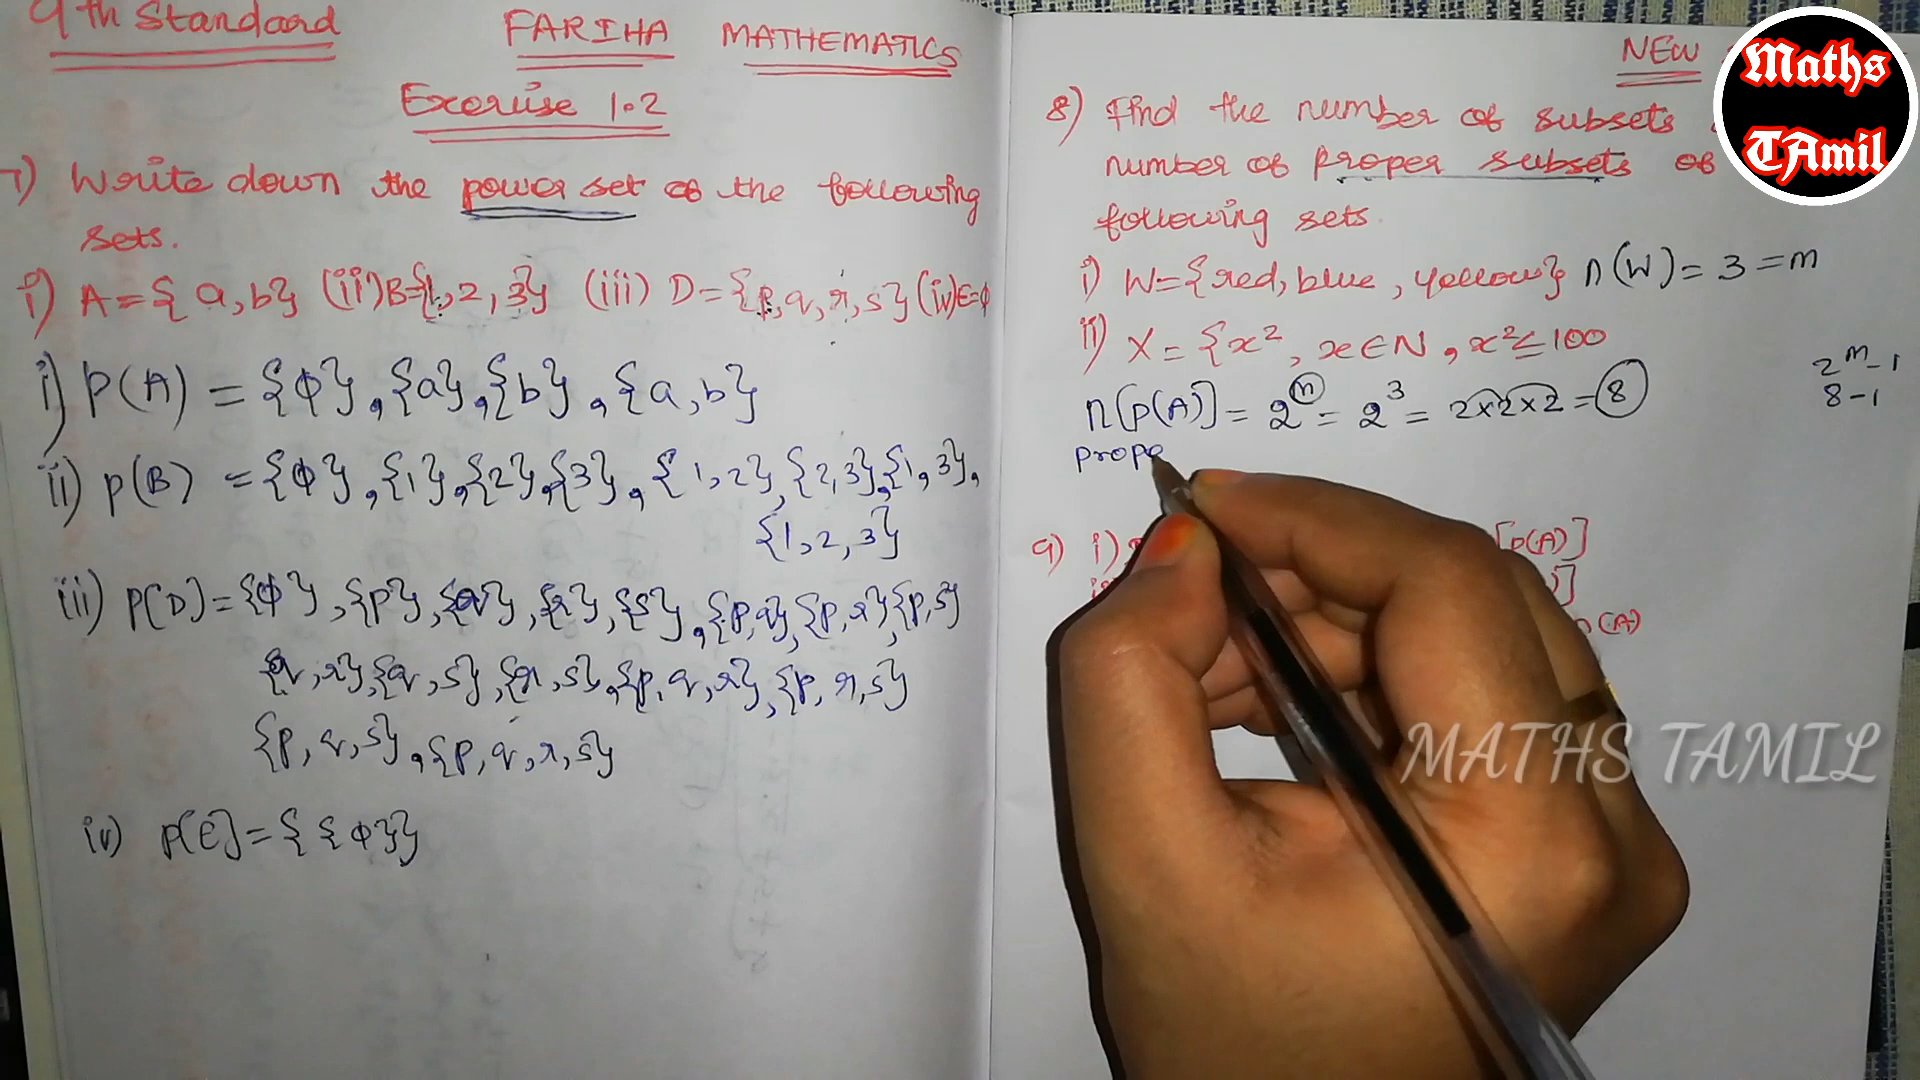 9th Standard
FARIHA MATHEMATICS
Exercise 1.2
7) Write down the power set of the following
sets.
i) A={a,b} (ii) B={1,2,3} (iii) D={p,q,r,s} (iv) E=ϕ
i) P(A) = {ϕ},{a},{b},{a,b}
ii) P(B) = {ϕ},{1},{2},{3},{1,2},{2,3},{1,3},
{1,2,3}
iii) P[D]={ϕ},{p},{q},{r},{s},{p,q},{p,r},{p,s}
q,r},{q,s},{r,s},{p,q,r},{p,r,s}
{p,q,s},{p,q,r,s}
iv) P[E]={{ϕ}}
NEW
8) Find the number of subsets
number of proper subsets of
following sets.
i) W={red, blue, yellow} n(W)=3=m
ii) X={x², x∈N, x²≤100
n[P(A)]=2^m=2³=2×2×2=8
2^m-1
8-1
prope
9) i) [p(A)]
)]
n(A)
Maths
TAmil
MATHS TAMIL